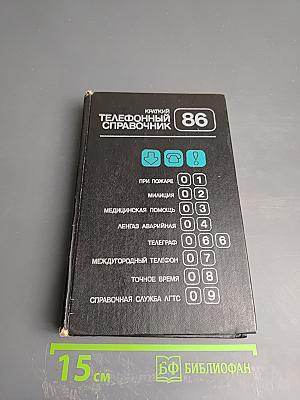 КРАТКИЙ
ТЕЛЕФОННЫЙ
СПРАВОЧНИК 86
ПРИ ПОЖАРЕ 01
МИЛИЦИЯ 02
МЕДИЦИНСКАЯ ПОМОЩЬ 03
ЛЕНГАЗ АВАРИЙНАЯ 04
ТЕЛЕГРАФ 066
МЕЖДУГОРОДНЫЙ ТЕЛЕФОН 07
ТОЧНОЕ ВРЕМЯ 08
СПРАВОЧНАЯ СЛУЖБА ЛГТС 09
15 СМ БФ БИБЛИОФАН